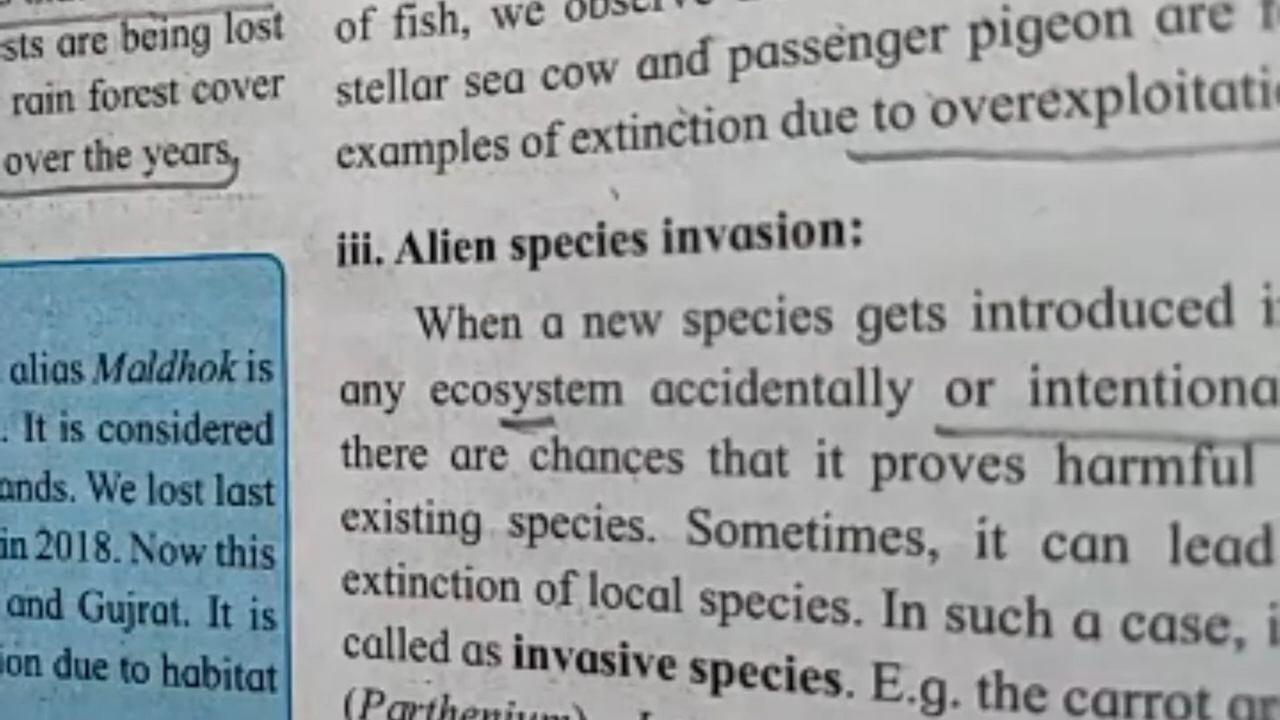 sts are being lost
rain forest cover
over the years,
alias Maldhok is
. It is considered
ands. We lost last
in 2018. Now this
and Gujrat. It is
ion due to habitat
of fish, we
stellar sea cow and passenger pigeon are
examples of extinction due to overexploitatio
iii. Alien species invasion:
When a new species gets introduced i
any ecosystem accidentally or intentiona
there are chances that it proves harmful
existing species. Sometimes, it can lead
extinction of local species. In such a case, i
called as invasive species. E.g. the carrot gr
(Parthenium)